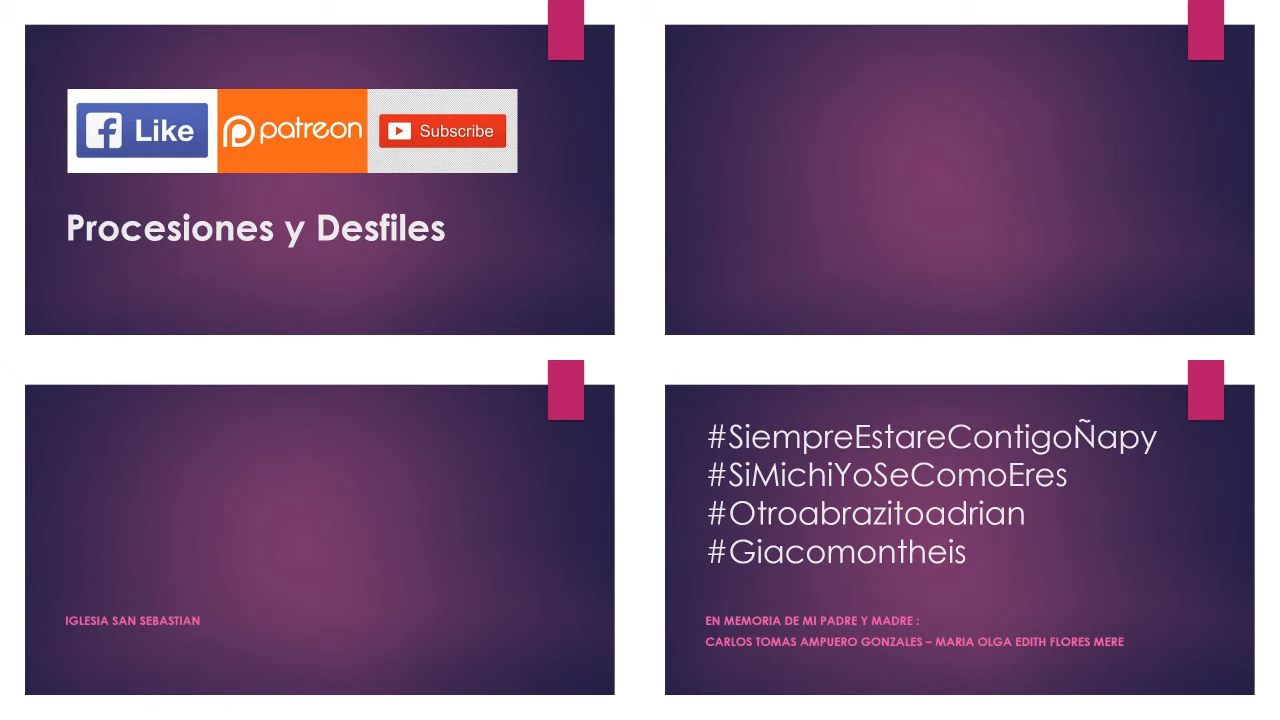 Like
patreon
Subscribe
Procesiones y Desfiles
IGLESIA SAN SEBASTIAN
#SiempreEstareContigoÑapy
#SiMichiYoSeComoEres
#Otroabrazitoadrian
#Giacomontheis
EN MEMORIA DE MI PADRE Y MADRE :
CARLOS TOMAS AMPUERO GONZALES – MARIA OLGA EDITH FLORES MERE